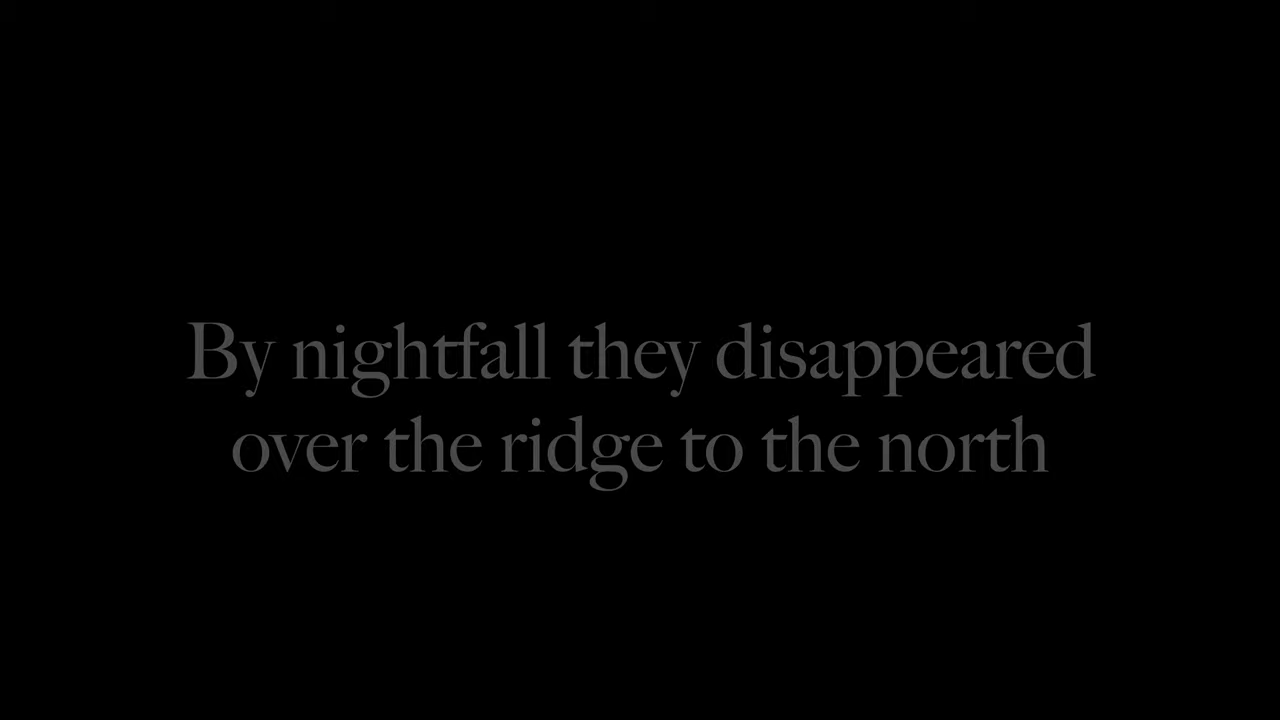 By nightfall they disappeared
over the ridge to the north